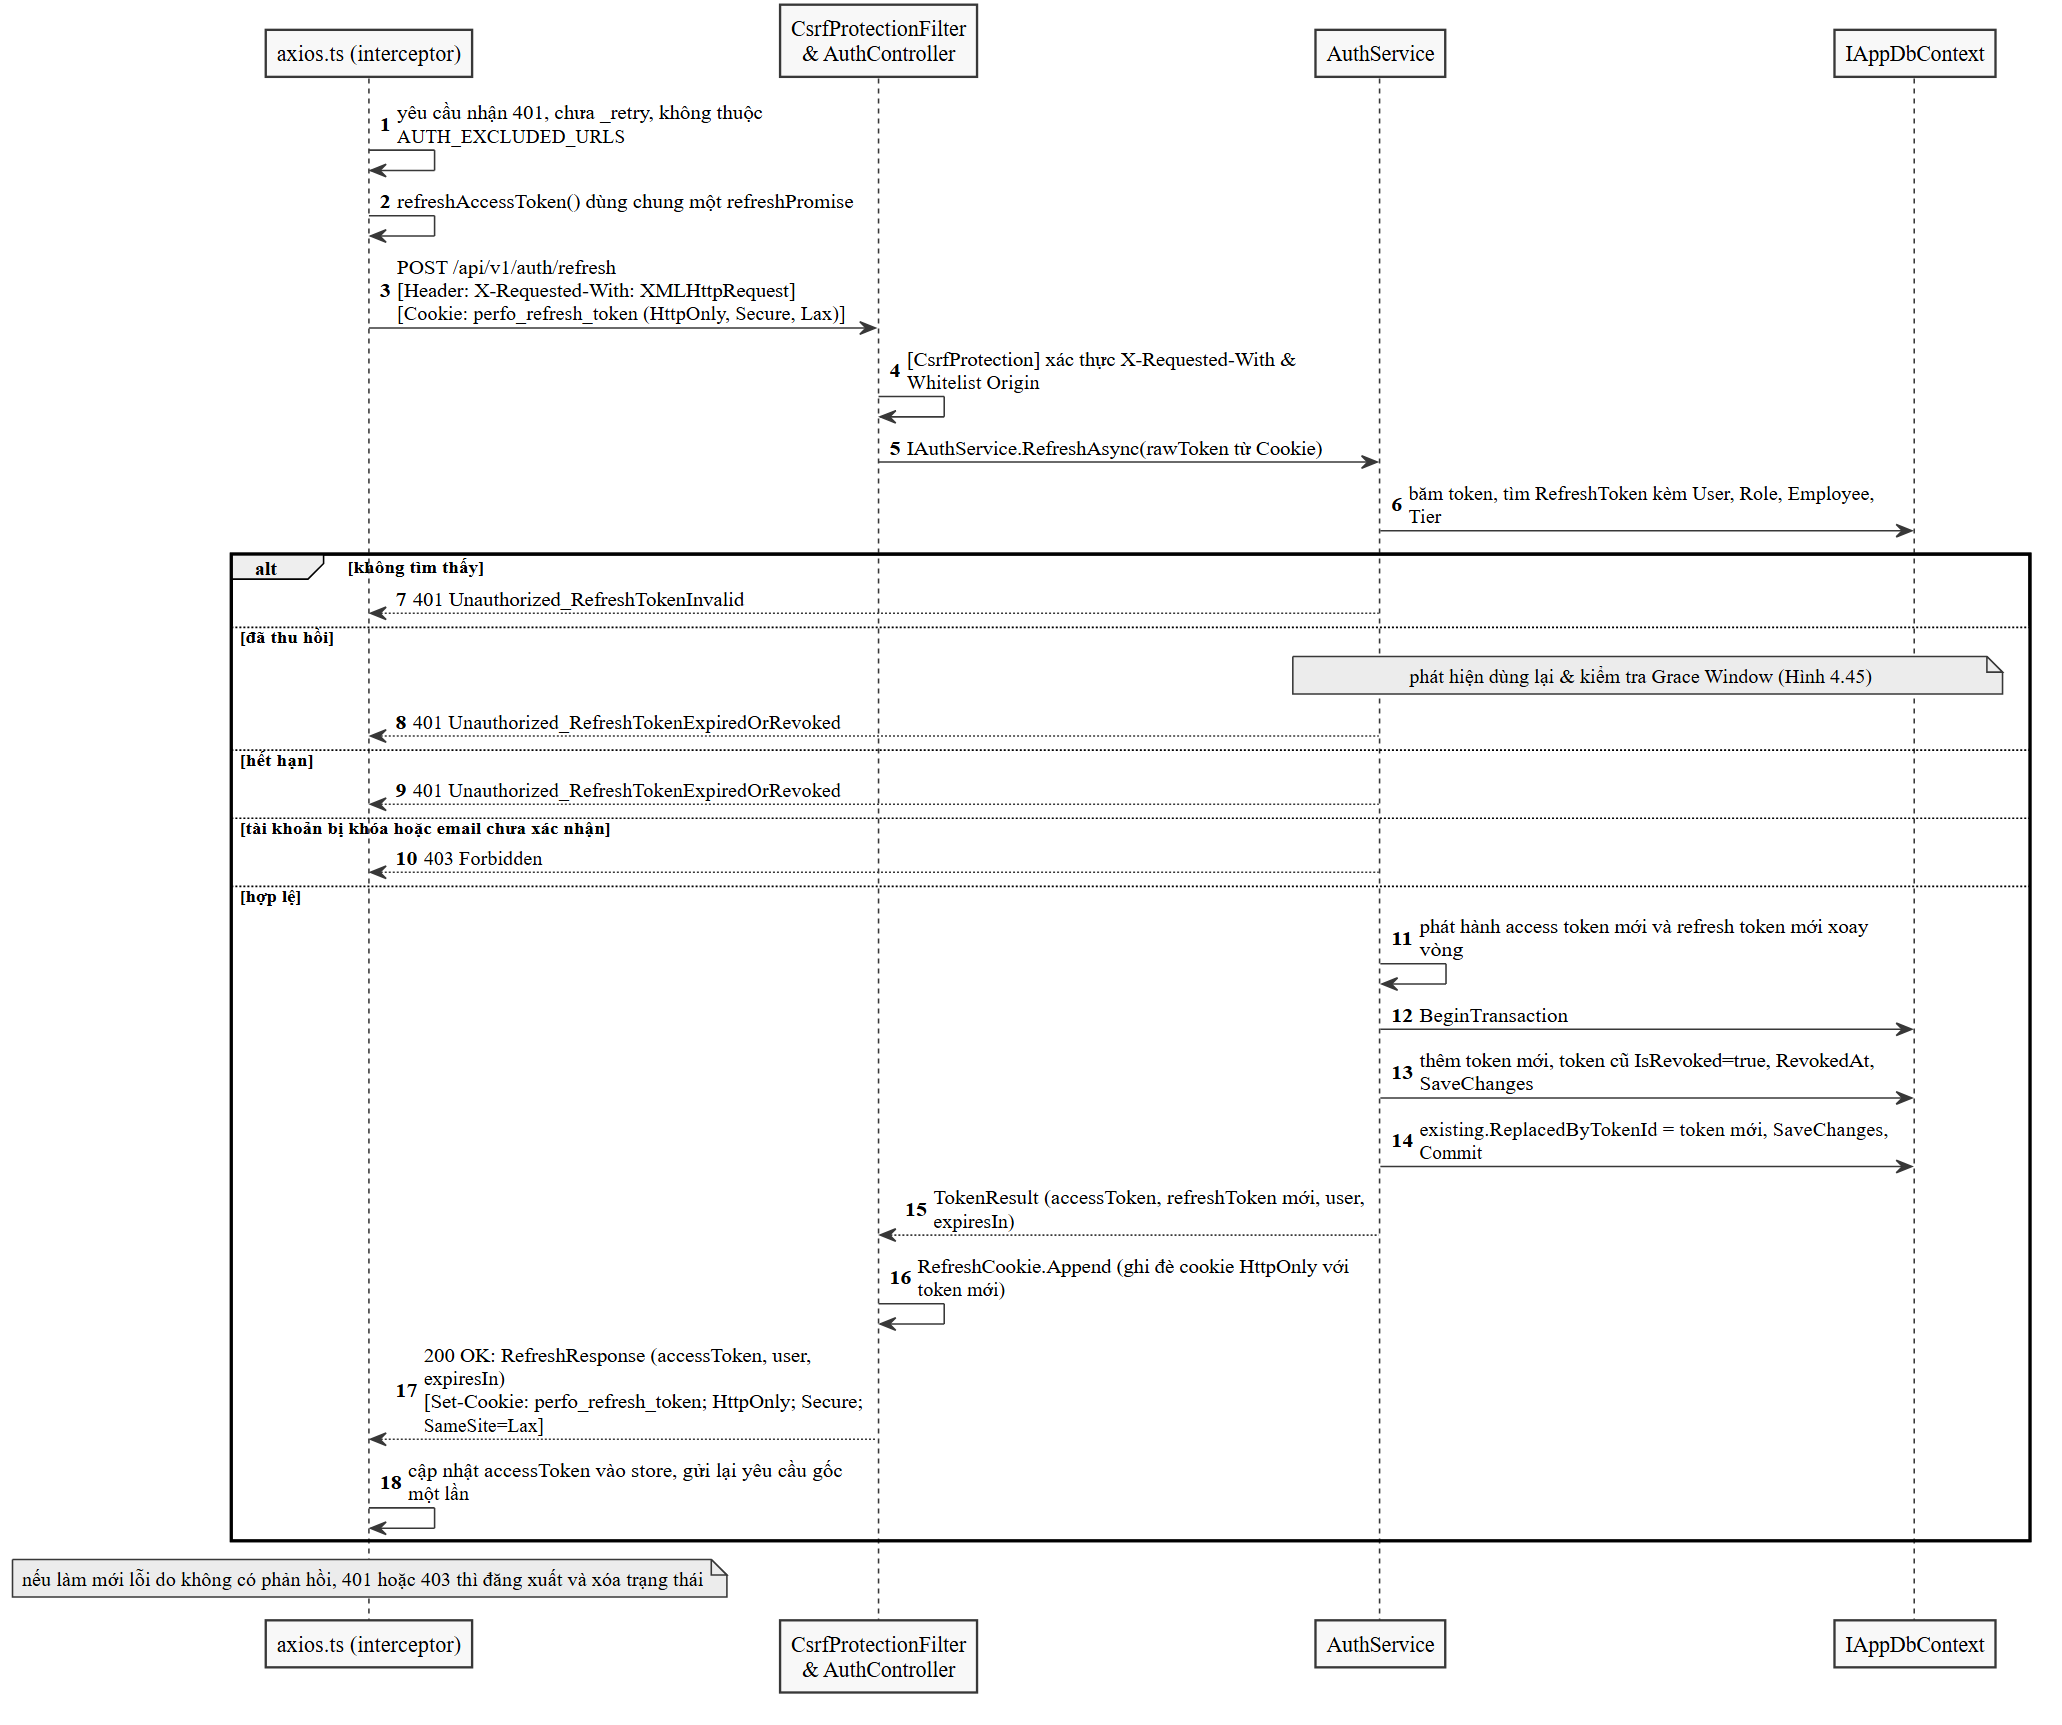 axios.ts (interceptor)
CsrfProtectionFilter
& AuthController
AuthService
IAppDbContext
1 yêu cầu nhận 401, chưa _retry, không thuộc
AUTH_EXCLUDED_URLS
2 refreshAccessToken() dùng chung một refreshPromise
POST /api/v1/auth/refresh
3 [Header: X-Requested-With: XMLHttpRequest]
[Cookie: perfo_refresh_token (HttpOnly, Secure, Lax)]
4 [CsrfProtection] xác thực X-Requested-With &
Whitelist Origin
5 IAuthService.RefreshAsync(rawToken từ Cookie)
6 băm token, tìm RefreshToken kèm User, Role, Employee,
Tier
alt [không tìm thấy]
7 401 Unauthorized_RefreshTokenInvalid
[đã thu hồi]
phát hiện dùng lại & kiểm tra Grace Window (Hình 4.45)
8 401 Unauthorized_RefreshTokenExpiredOrRevoked
[hết hạn]
9 401 Unauthorized_RefreshTokenExpiredOrRevoked
[tài khoản bị khóa hoặc email chưa xác nhận]
10 403 Forbidden
[hợp lệ]
11 phát hành access token mới và refresh token mới xoay
vòng
12 BeginTransaction
13 thêm token mới, token cũ IsRevoked=true, RevokedAt,
SaveChanges
14 existing.ReplacedByTokenId = token mới, SaveChanges,
Commit
15 TokenResult (accessToken, refreshToken mới, user,
expiresIn)
16 RefreshCookie.Append (ghi đè cookie HttpOnly với
token mới)
200 OK: RefreshResponse (accessToken, user,
expiresIn)
17 [Set-Cookie: perfo_refresh_token; HttpOnly; Secure;
SameSite=Lax]
18 cập nhật accessToken vào store, gửi lại yêu cầu gốc
một lần
nếu làm mới lỗi do không có phản hồi, 401 hoặc 403 thì đăng xuất và xóa trạng thái
axios.ts (interceptor)
CsrfProtectionFilter
& AuthController
AuthService
IAppDbContext